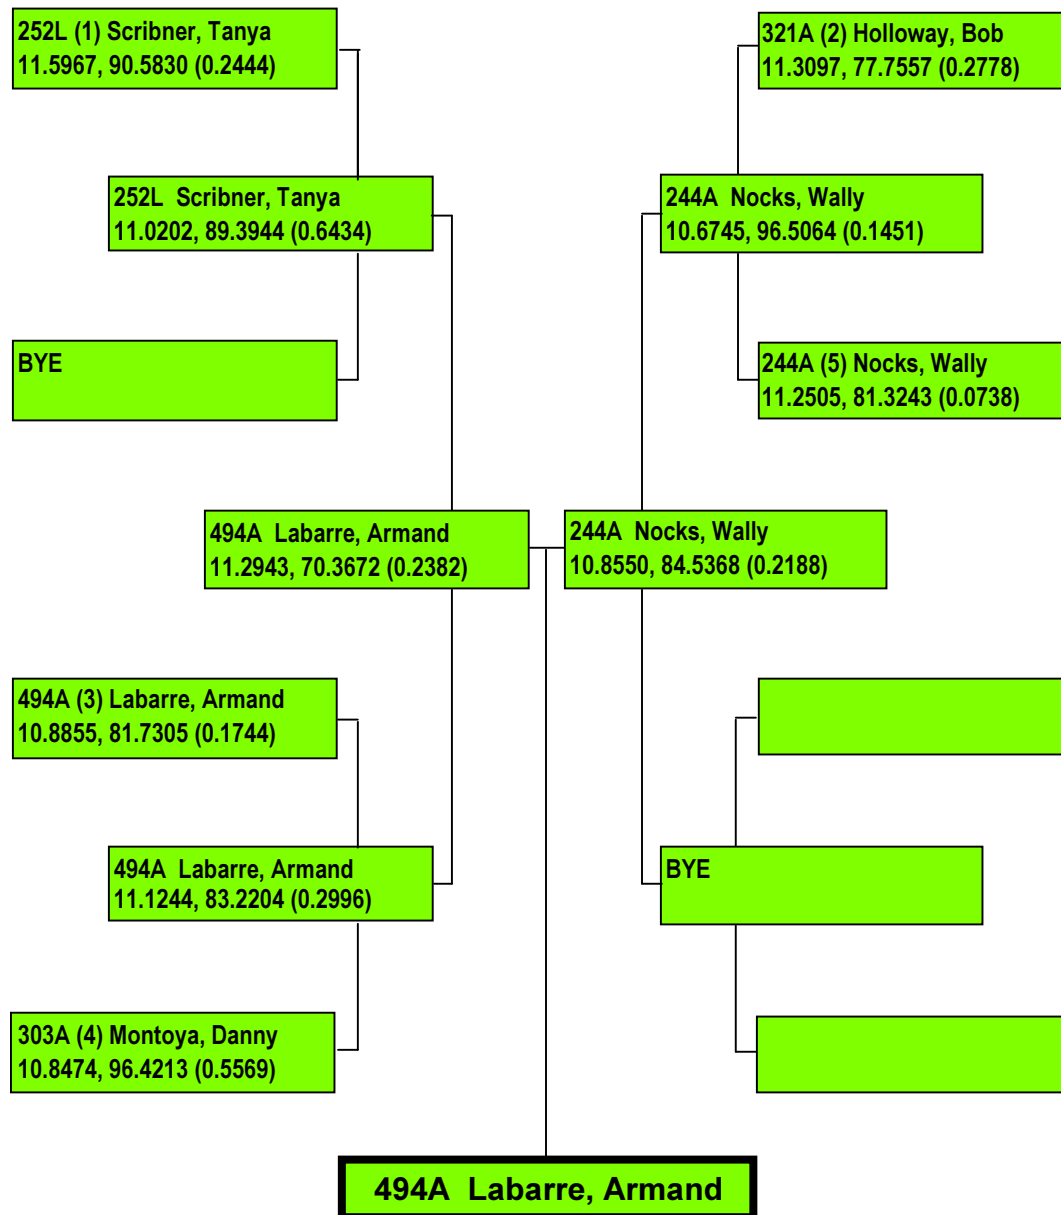 252L (1) Scribner, Tanya
11.5967, 90.5830 (0.2444)
321A (2) Holloway, Bob
11.3097, 77.7557 (0.2778)
252L  Scribner, Tanya
11.0202, 89.3944 (0.6434)
244A  Nocks, Wally
10.6745, 96.5064 (0.1451)
BYE
244A (5) Nocks, Wally
11.2505, 81.3243 (0.0738)
494A  Labarre, Armand
11.2943, 70.3672 (0.2382)
244A  Nocks, Wally
10.8550, 84.5368 (0.2188)
494A (3) Labarre, Armand
10.8855, 81.7305 (0.1744)
494A  Labarre, Armand
11.1244, 83.2204 (0.2996)
BYE
303A (4) Montoya, Danny
10.8474, 96.4213 (0.5569)
494A  Labarre, Armand